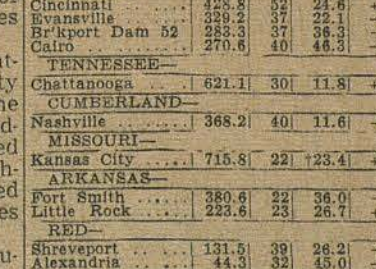 Cincinnati 428.8 52 24.6
es Evansville ..... 329.2 37 22.1
Br'kport Dam 52 283.3 37 36.3
Cairo ..... 270.6 40 46.3
TENNESSEE—
Chattanooga ..... 621.1 30 11.8
CUMBERLAND—
Nashville ..... 368.2 40 11.6
MISSOURI—
Kansas City ..... 715.8 22 †23.4
ARKANSAS—
Fort Smith ..... 380.6 22 36.0
Little Rock ..... 223.6 23 26.7
RED—
Shreveport ..... 131.5 39 26.2
Alexandria ..... 44.3 32 45.0